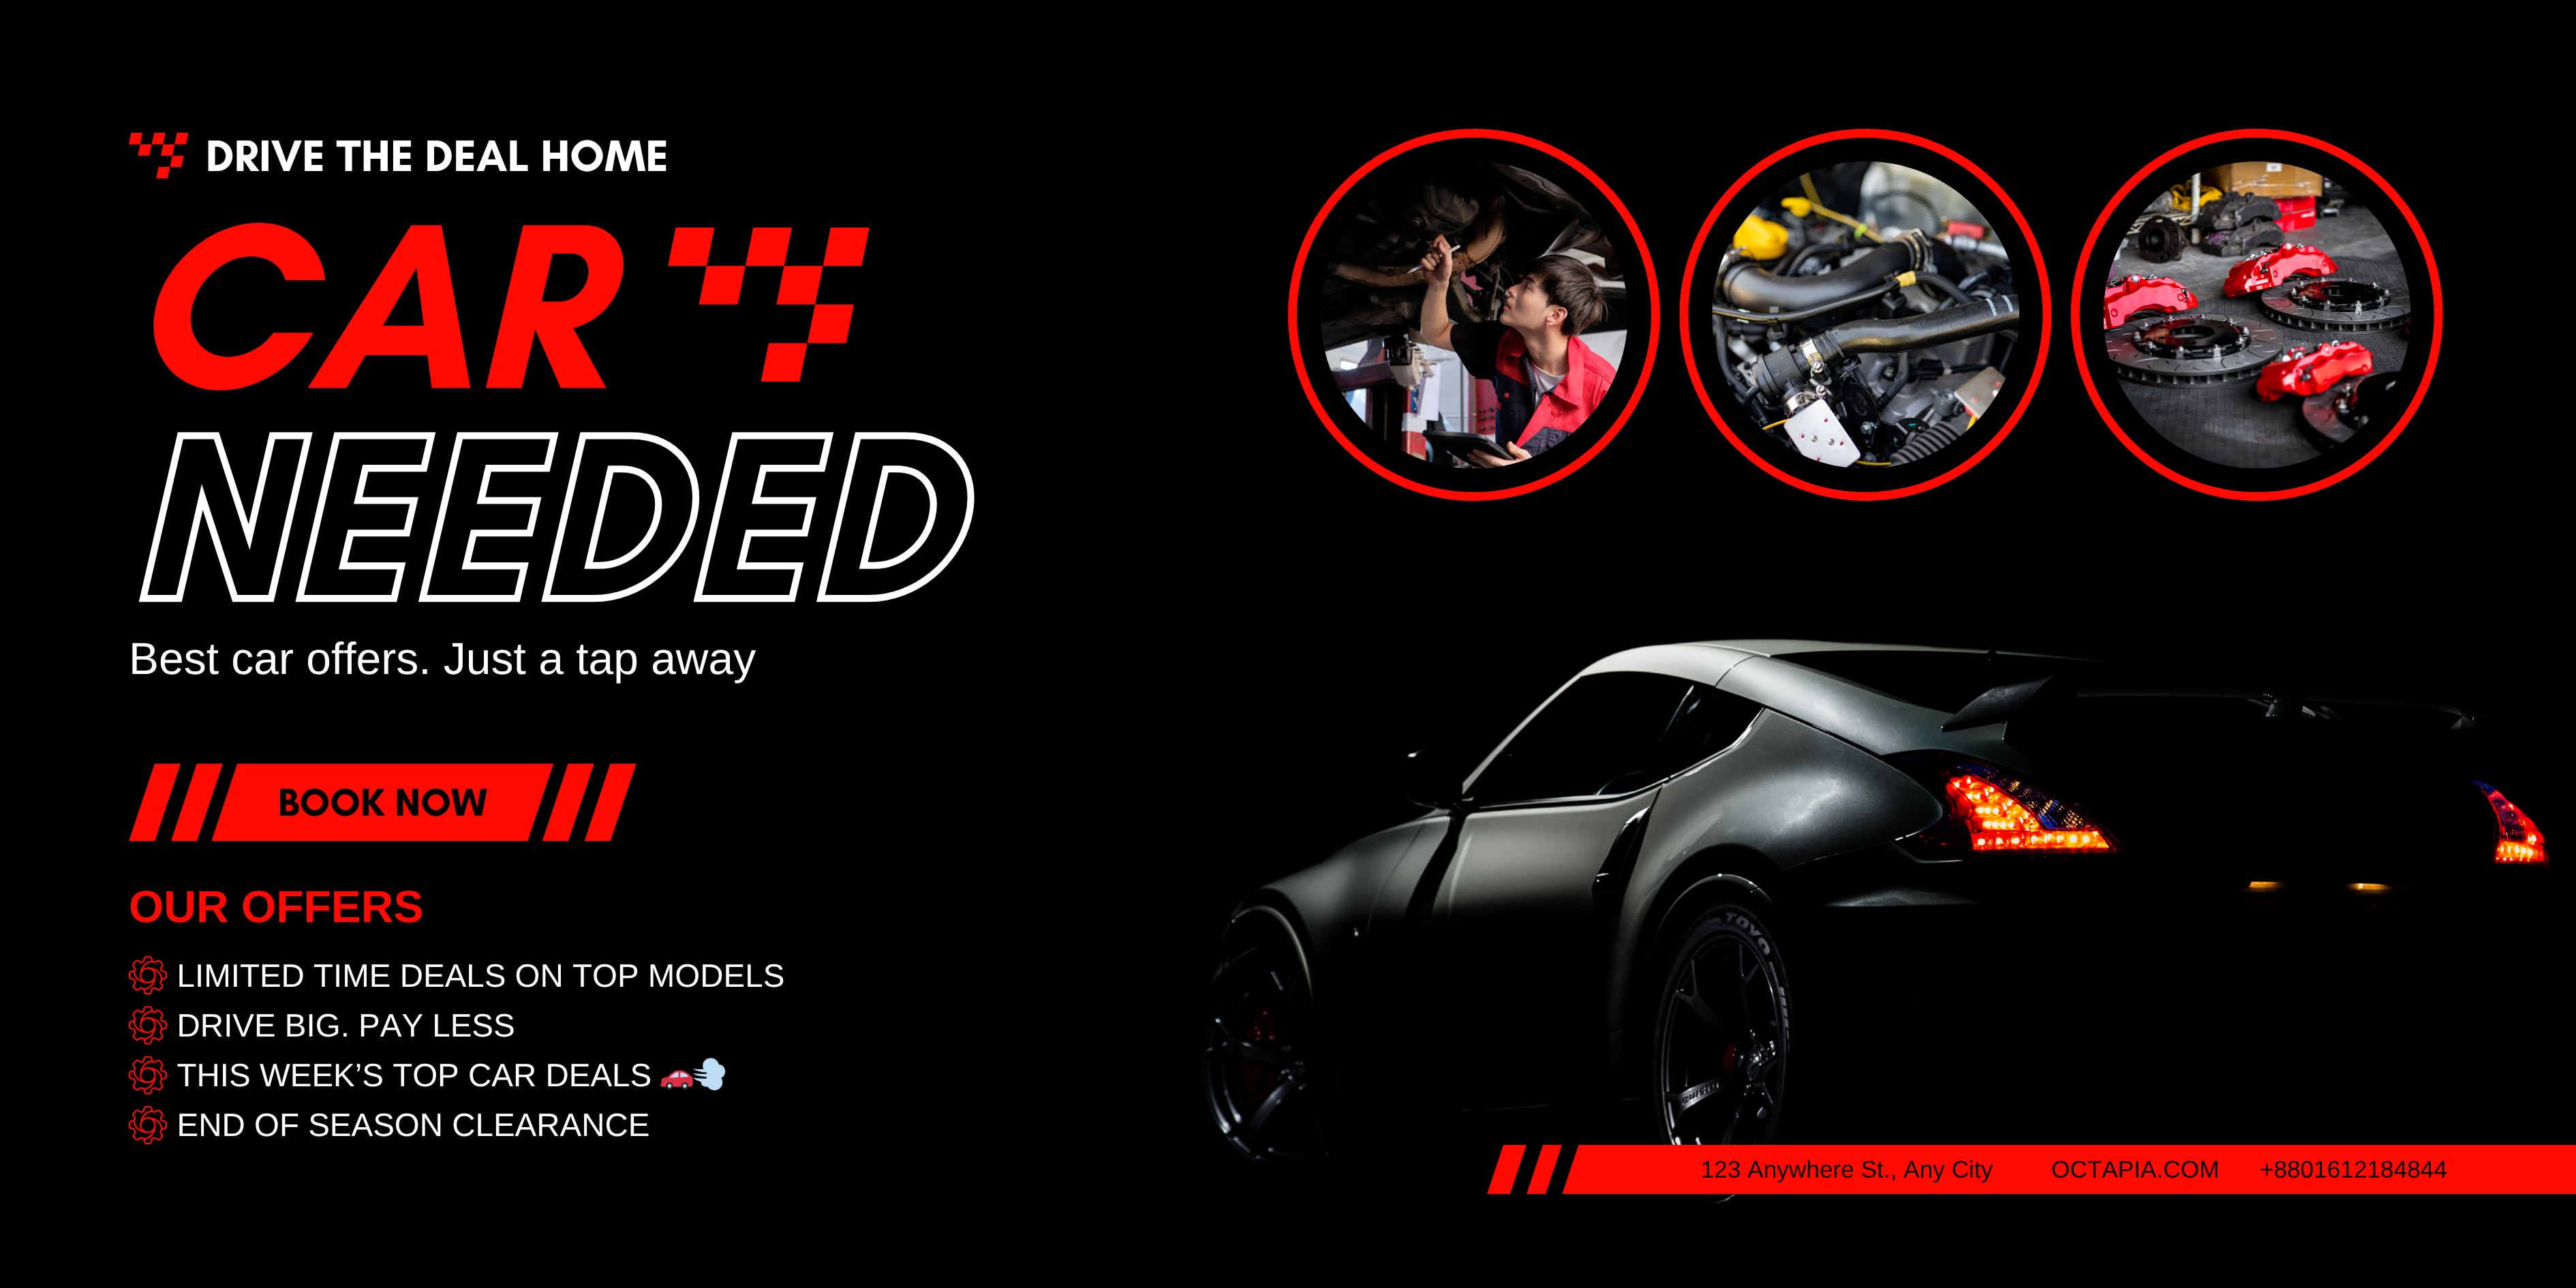 DRIVE THE DEAL HOME
CAR
NEEDED
Best car offers. Just a tap away
BOOK NOW
OUR OFFERS
LIMITED TIME DEALS ON TOP MODELS
DRIVE BIG. PAY LESS
THIS WEEK’S TOP CAR DEALS 🚗💨
END OF SEASON CLEARANCE
TOYO
123 Anywhere St., Any City OCTAPIA.COM +8801612184844